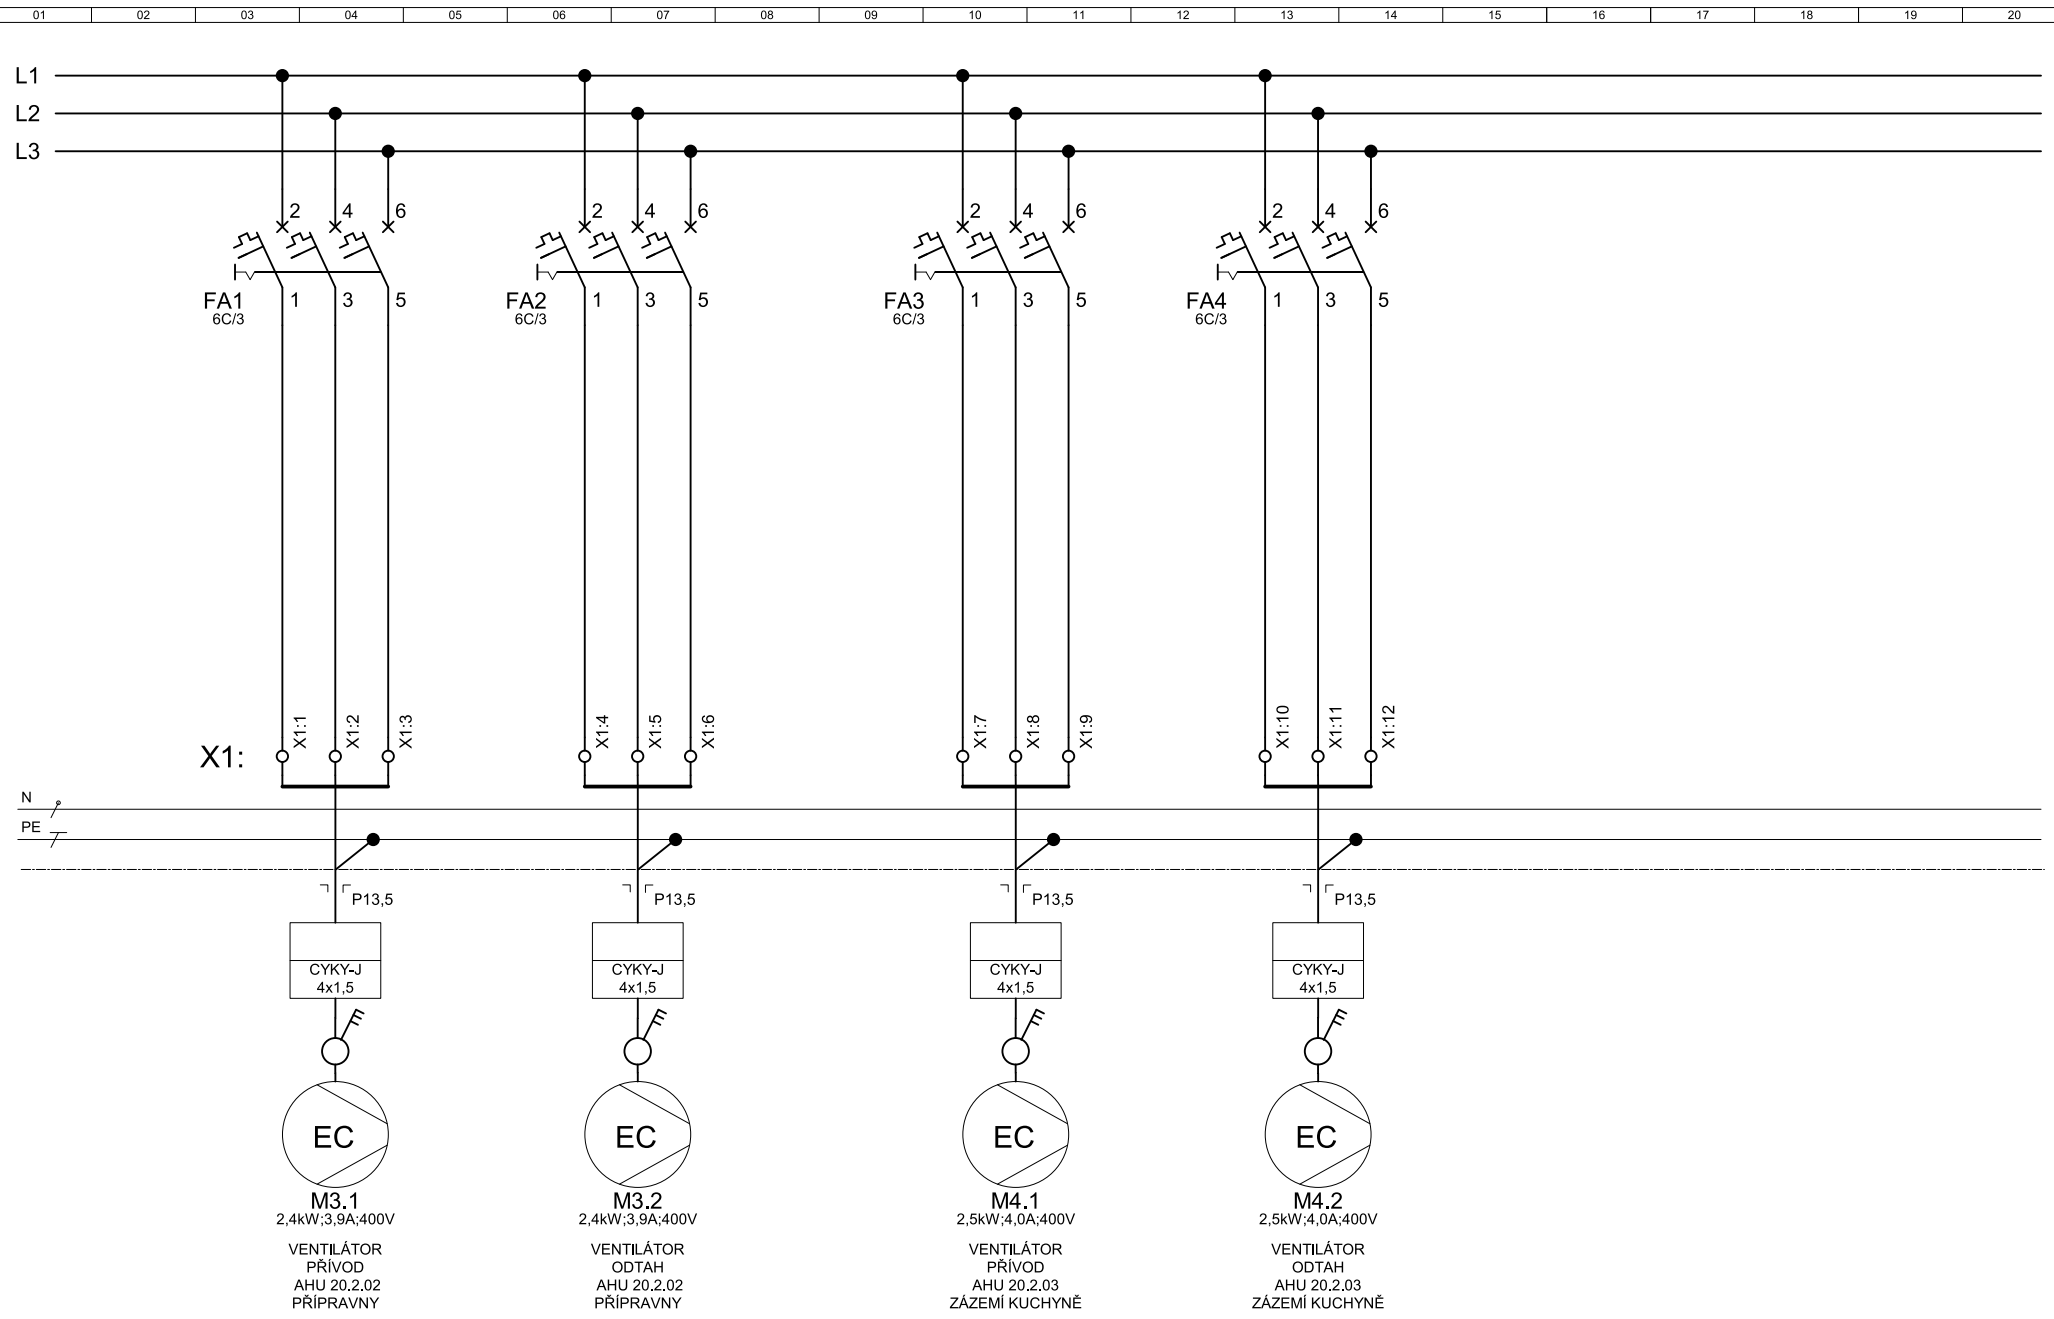 01 02 03 04 05 06 07 08 09 10 11 12 13 14 15 16 17 18 19 20
L1
L2
L3
2 4 6 2 4 6 2 4 6 2 4 6
FA1 1 3 5 FA2 1 3 5 FA3 1 3 5 FA4 1 3 5
6C/3 6C/3 6C/3 6C/3
X1:1 X1:2 X1:3 X1:4 X1:5 X1:6 X1:7 X1:8 X1:9 X1:10 X1:11 X1:12
X1:
N
PE
P13,5 P13,5 P13,5 P13,5
CYKY-J CYKY-J CYKY-J CYKY-J
4x1,5 4x1,5 4x1,5 4x1,5
EC EC EC EC
M3.1 M3.2 M4.1 M4.2
2,4kW;3,9A;400V 2,4kW;3,9A;400V 2,5kW;4,0A;400V 2,5kW;4,0A;400V
VENTILÁTOR VENTILÁTOR VENTILÁTOR VENTILÁTOR
PŘÍVOD ODTAH PŘÍVOD ODTAH
AHU 20.2.02 AHU 20.2.02 AHU 20.2.03 AHU 20.2.03
PŘÍPRAVNY PŘÍPRAVNY ZÁZEMÍ KUCHYNĚ ZÁZEMÍ KUCHYNĚ